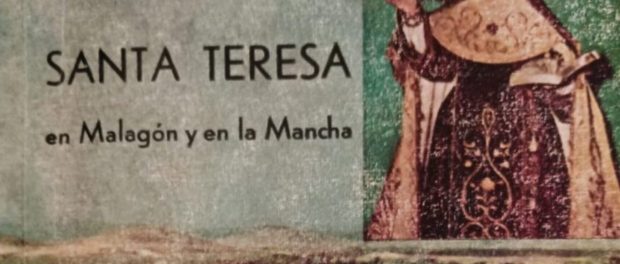 SANTA TERESA
en Malagón y en la Mancha